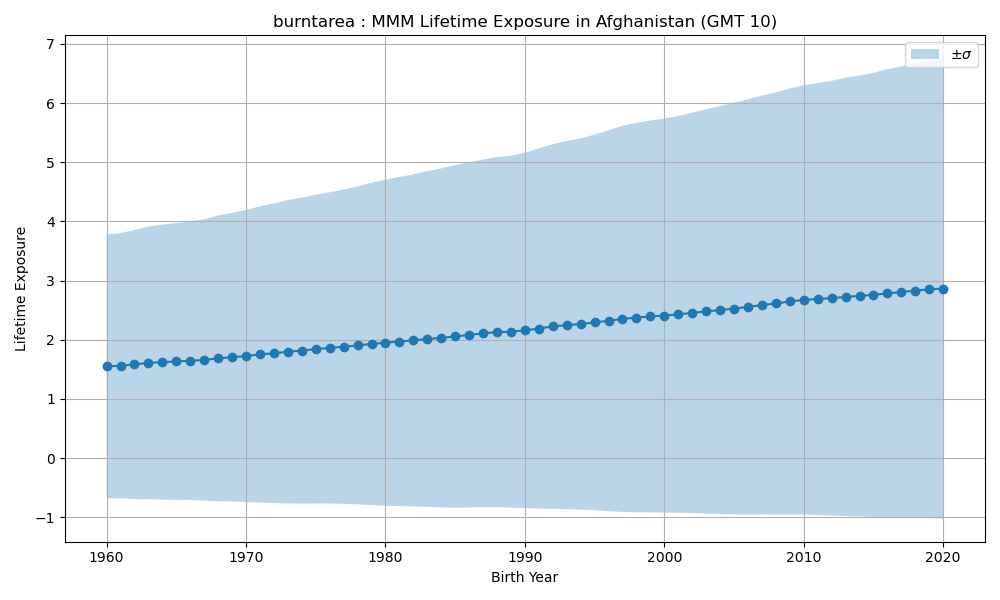 burntarea : MMM Lifetime Exposure in Afghanistan (GMT 10)
±σ
7
6
5
4
3
2
1
0
−1
Lifetime Exposure
1960 1970 1980 1990 2000 2010 2020
Birth Year